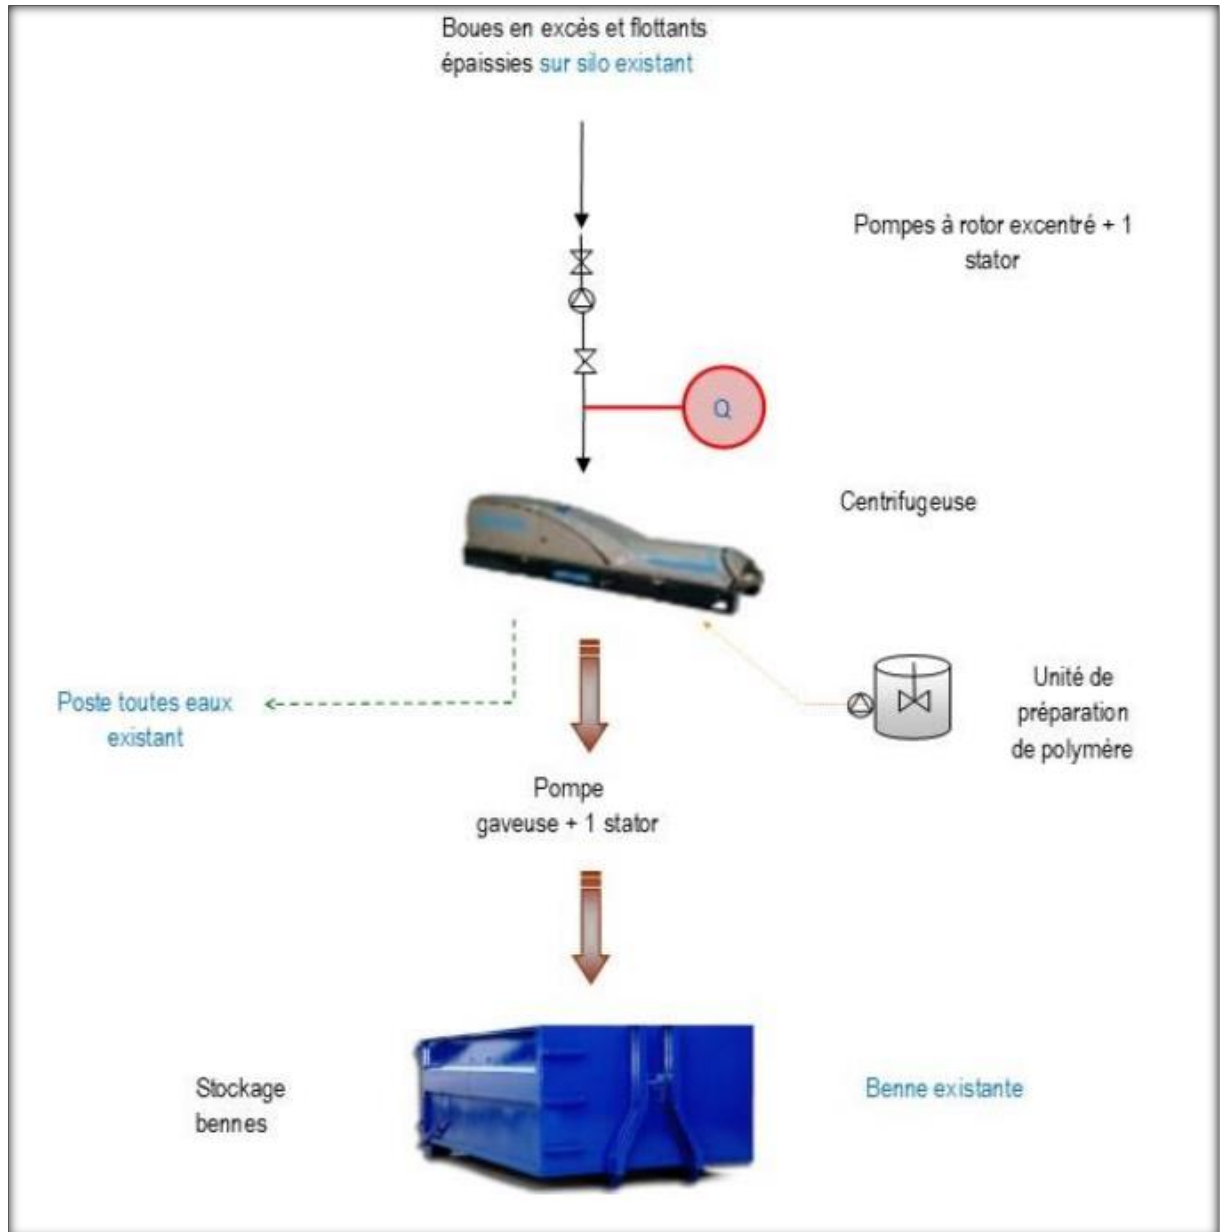 Boues en excès et flottants
épaissies sur silo existant
Pompes à rotor excentré + 1
stator
Q
Centrifugeuse
Poste toutes eaux
existant
Unité de
préparation
de polymère
Pompe
gaveuse + 1 stator
Stockage
bennes
Benne existante